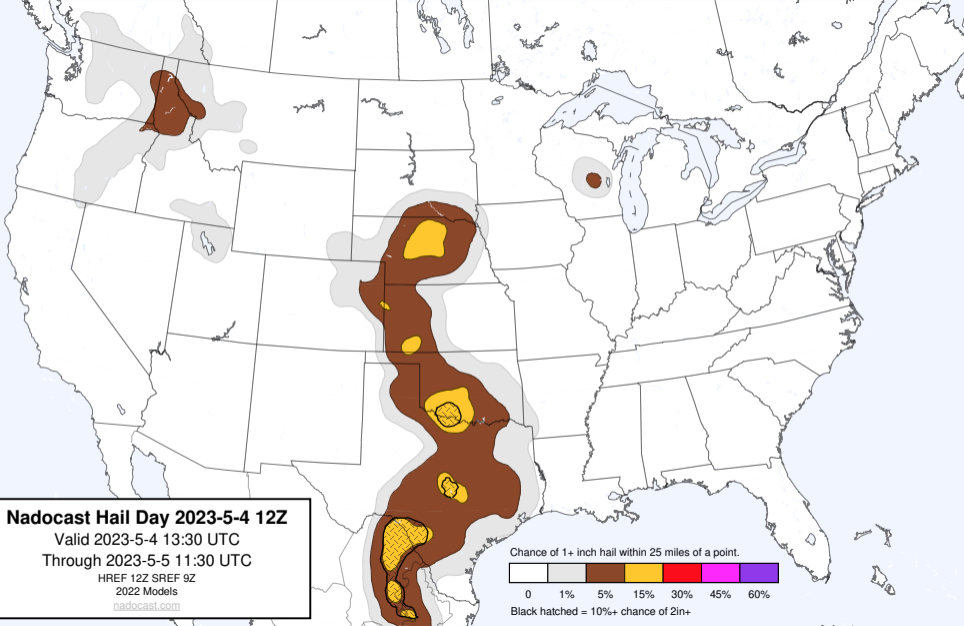 Nadocast Hail Day 2023-5-4 12Z
Valid 2023-5-4 13:30 UTC
Through 2023-5-5 11:30 UTC
HREF 12Z SREF 9Z
2022 Models
nadocast.com
Chance of 1+ inch hail within 25 miles of a point.
0 1% 5% 15% 30% 45% 60%
Black hatched = 10%+ chance of 2in+